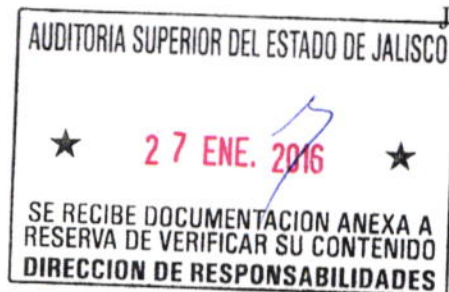 J
AUDITORIA SUPERIOR DEL ESTADO DE JALISCO
★ 27 ENE. 2016 ★
SE RECIBE DOCUMENTACION ANEXA A
RESERVA DE VERIFICAR SU CONTENIDO
DIRECCION DE RESPONSABILIDADES